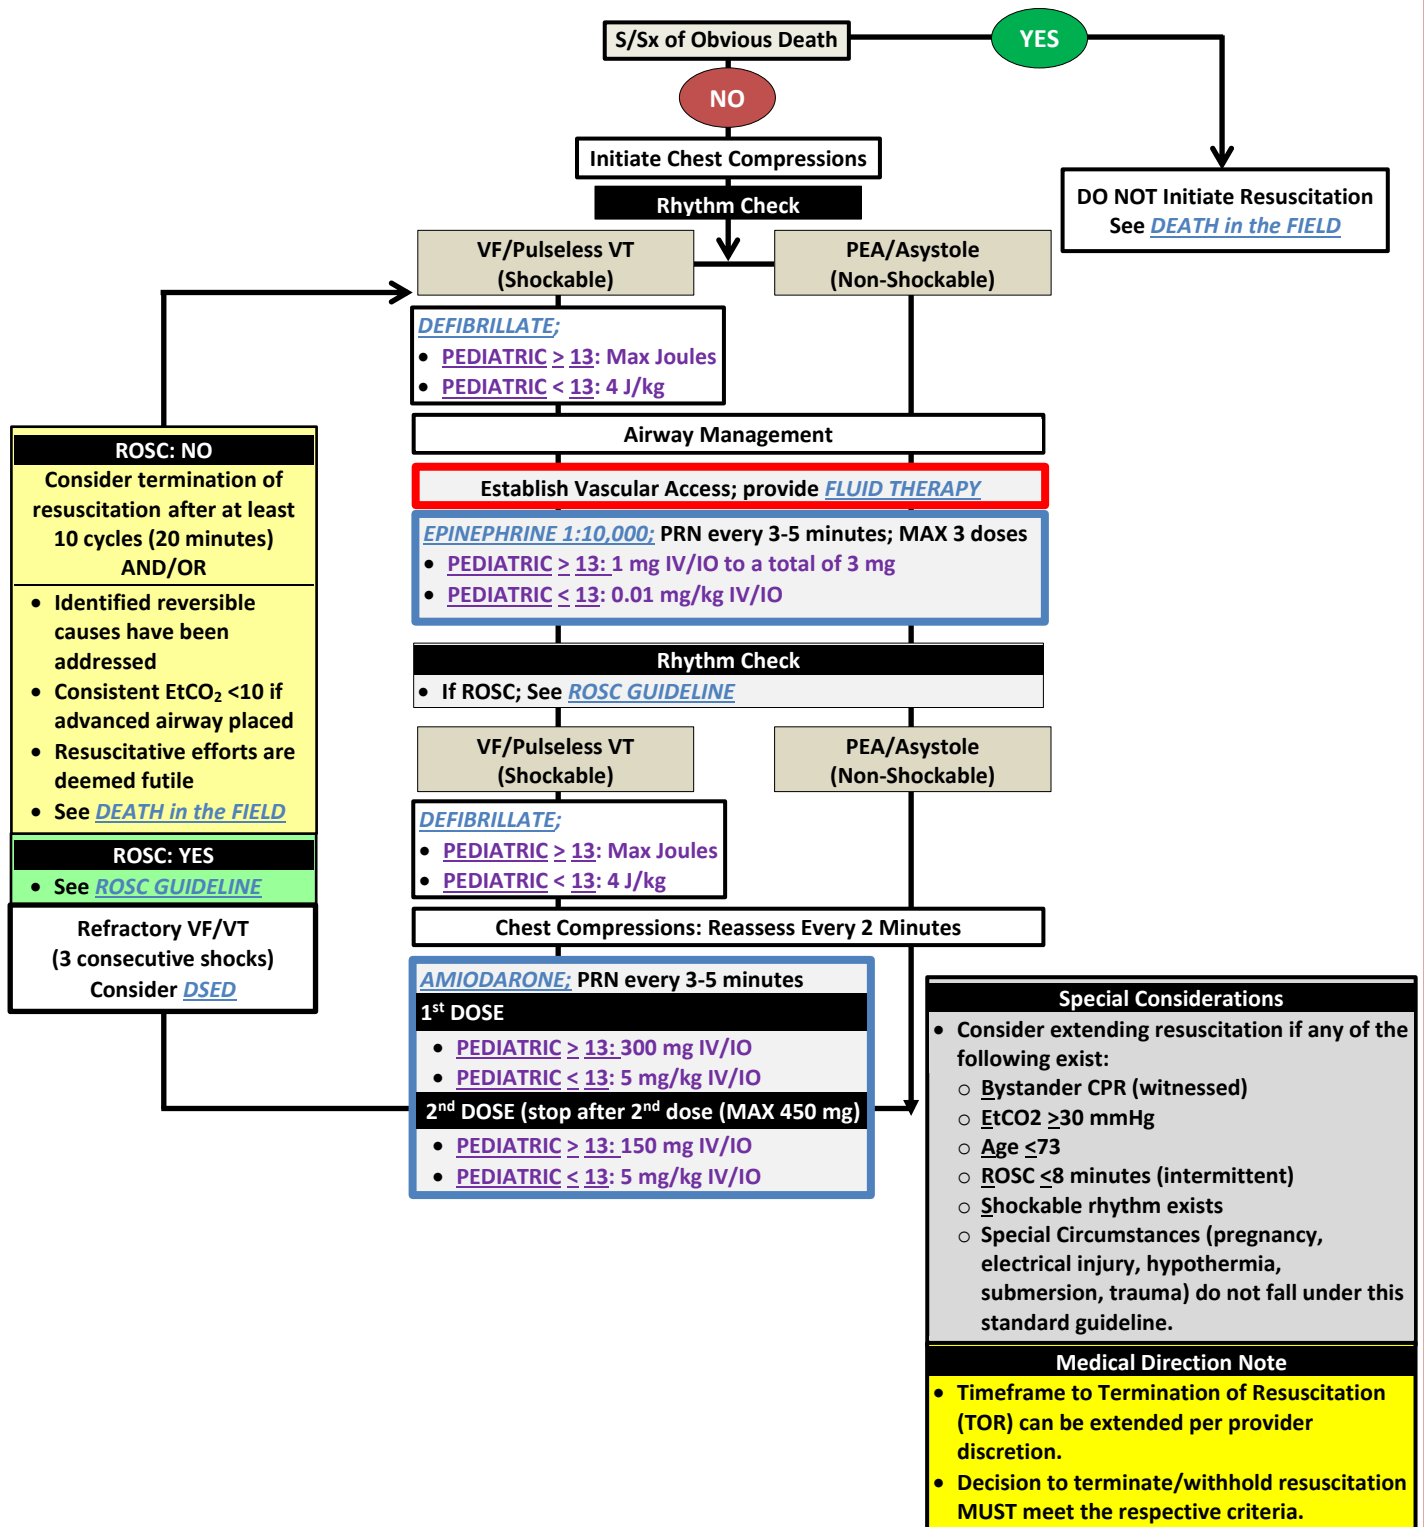 S/Sx of Obvious Death
YES
NO
Initiate Chest Compressions
Rhythm Check
DO NOT Initiate Resuscitation
See DEATH in the FIELD
VF/Pulseless VT
(Shockable)
PEA/Asystole
(Non-Shockable)
DEFIBRILLATE;
• PEDIATRIC ≥ 13: Max Joules
• PEDIATRIC < 13: 4 J/kg
Airway Management
Establish Vascular Access; provide FLUID THERAPY
EPINEPHRINE 1:10,000; PRN every 3-5 minutes; MAX 3 doses
• PEDIATRIC ≥ 13: 1 mg IV/IO to a total of 3 mg
• PEDIATRIC < 13: 0.01 mg/kg IV/IO
Rhythm Check
• If ROSC; See ROSC GUIDELINE
VF/Pulseless VT
(Shockable)
PEA/Asystole
(Non-Shockable)
DEFIBRILLATE;
• PEDIATRIC ≥ 13: Max Joules
• PEDIATRIC < 13: 4 J/kg
Chest Compressions: Reassess Every 2 Minutes
AMIODARONE; PRN every 3-5 minutes
1st DOSE
• PEDIATRIC ≥ 13: 300 mg IV/IO
• PEDIATRIC < 13: 5 mg/kg IV/IO
2nd DOSE (stop after 2nd dose (MAX 450 mg)
• PEDIATRIC ≥ 13: 150 mg IV/IO
• PEDIATRIC < 13: 5 mg/kg IV/IO
ROSC: NO
Consider termination of
resuscitation after at least
10 cycles (20 minutes)
AND/OR
• Identified reversible
causes have been
addressed
• Consistent EtCO₂ <10 if
advanced airway placed
• Resuscitative efforts are
deemed futile
• See DEATH in the FIELD
ROSC: YES
• See ROSC GUIDELINE
Refractory VF/VT
(3 consecutive shocks)
Consider DSED
Special Considerations
• Consider extending resuscitation if any of the
following exist:
o Bystander CPR (witnessed)
o EtCO2 ≥30 mmHg
o Age ≤73
o ROSC ≤8 minutes (intermittent)
o Shockable rhythm exists
o Special Circumstances (pregnancy,
electrical injury, hypothermia,
submersion, trauma) do not fall under this
standard guideline.
Medical Direction Note
• Timeframe to Termination of Resuscitation
(TOR) can be extended per provider
discretion.
• Decision to terminate/withhold resuscitation
MUST meet the respective criteria.